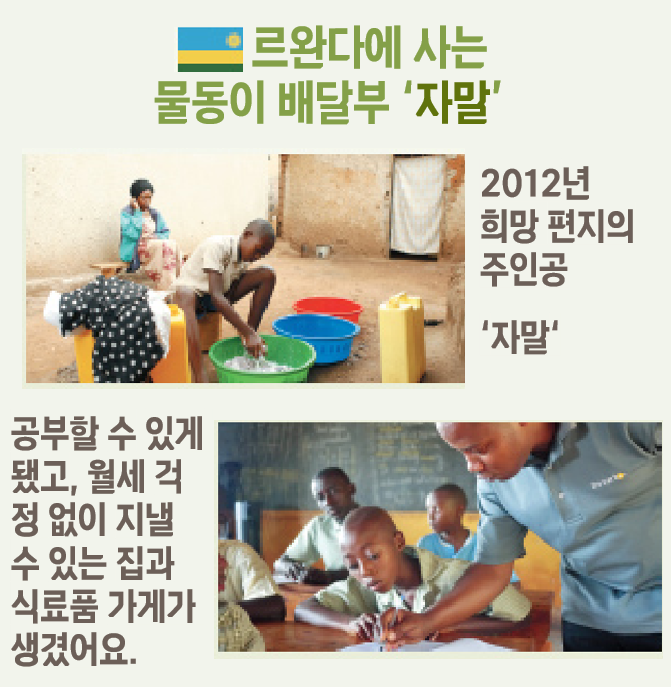 르완다에 사는
물동이 배달부 ‘자말’
2012년
희망 편지의
주인공
‘자말‘
공부할 수 있게
됐고, 월세 걱
정 없이 지낼
수 있는 집과
식료품 가게가
생겼어요.